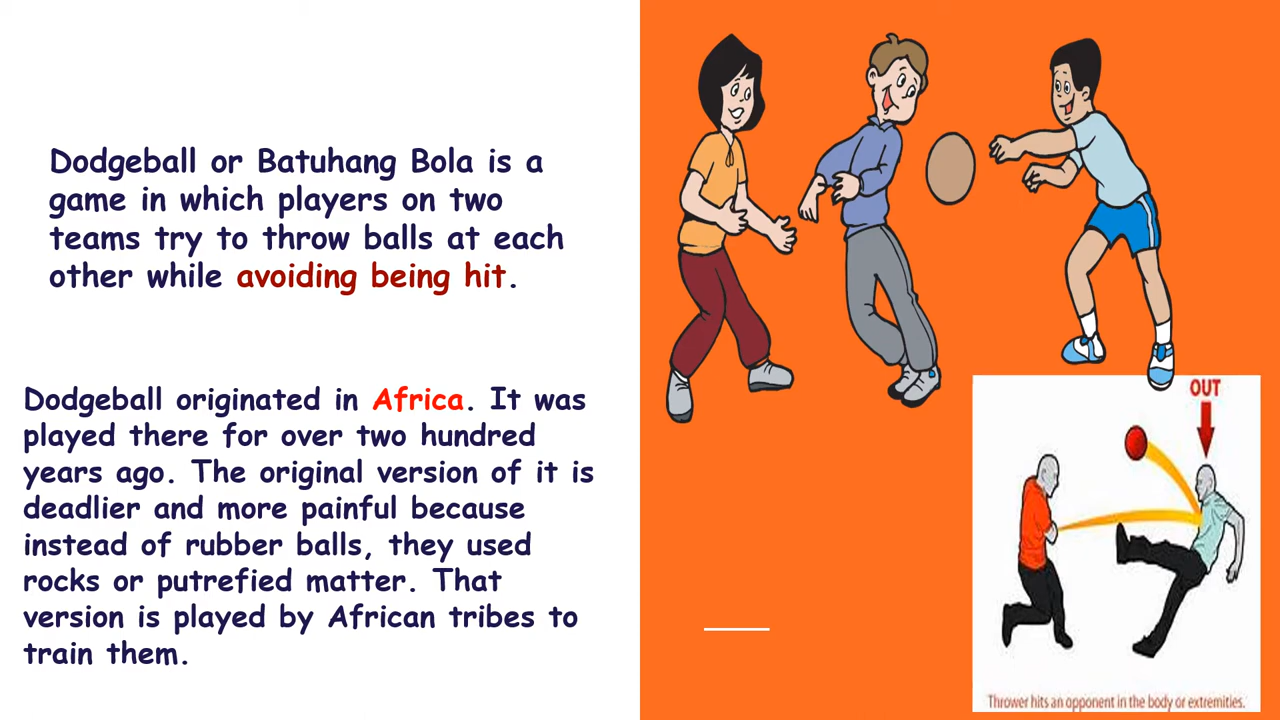 Dodgeball or Batuhang Bola is a
game in which players on two
teams try to throw balls at each
other while avoiding being hit.
Dodgeball originated in Africa. It was
played there for over two hundred
years ago. The original version of it is
deadlier and more painful because
instead of rubber balls, they used
rocks or putrefied matter. That
version is played by African tribes to
train them.
OUT
Thrower hits an opponent in the body or extremities.